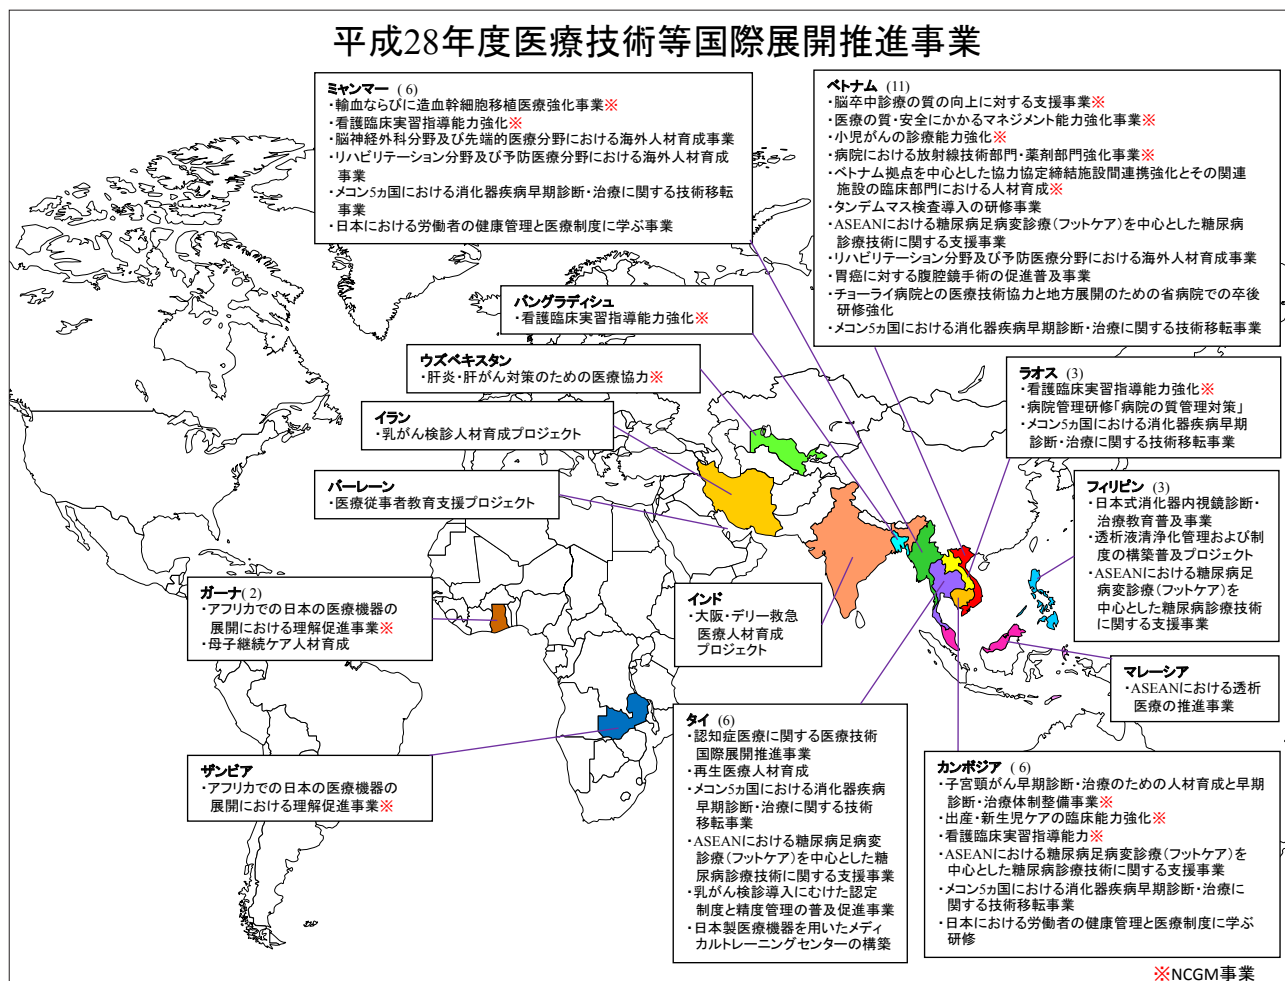 平成28年度医療技術等国際展開推進事業
ミャンマー (6)
・輸血ならびに造血幹細胞移植医療強化事業※
・看護臨床実習指導能力強化※
・脳神経外科分野及び先端的医療分野における海外人材育成事業
・リハビリテーション分野及び予防医療分野における海外人材育成
事業
・メコン5ヵ国における消化器疾病早期診断・治療に関する技術移転
事業
・日本における労働者の健康管理と医療制度に学ぶ事業
ベトナム (11)
・脳卒中診療の質の向上に対する支援事業※
・医療の質・安全にかかるマネジメント能力強化事業※
・小児がんの診療能力強化※
・病院における放射線技術部門・薬剤部門強化事業※
・ベトナム拠点を中心とした協力協定締結施設間連携強化とその関連
施設の臨床部門における人材育成※
・タンデムマス検査導入の研修事業
・ASEANにおける糖尿病足病変診療(フットケア)を中心とした糖尿病
診療技術に関する支援事業
・リハビリテーション分野及び予防医療分野における海外人材育成事業
・胃癌に対する腹腔鏡手術の促進普及事業
・チョーライ病院との医療技術協力と地方展開のための省病院での卒後
研修強化
・メコン5ヵ国における消化器疾病早期診断・治療に関する技術移転事業
バングラディシュ
・看護臨床実習指導能力強化※
ウズベキスタン
・肝炎・肝がん対策のための医療協力※
イラン
・乳がん検診人材育成プロジェクト
バーレーン
・医療従事者教育支援プロジェクト
ラオス (3)
・看護臨床実習指導能力強化※
・病院管理研修「病院の質管理対策」
・メコン5ヵ国における消化器疾病早期
診断・治療に関する技術移転事業
フィリピン (3)
・日本式消化器内視鏡診断・
治療教育普及事業
・透析液清浄化管理および制
度の構築普及プロジェクト
・ASEANにおける糖尿病足
病変診療(フットケア)を
中心とした糖尿病診療技術
に関する支援事業
ガーナ (2)
・アフリカでの日本の医療機器の
展開における理解促進事業※
・母子継続ケア人材育成
インド
・大阪・デリー救急
医療人材育成
プロジェクト
マレーシア
・ASEANにおける透析
医療の推進事業
ザンビア
・アフリカでの日本の医療機器の
展開における理解促進事業※
タイ (6)
・認知症医療に関する医療技術
国際展開推進事業
・再生医療人材育成
・メコン5ヵ国における消化器疾病
早期診断・治療に関する技術
移転事業
・ASEANにおける糖尿病足病変
診療(フットケア)を中心とした糖
尿病診療技術に関する支援事業
・乳がん検診導入にむけた認定
制度と精度管理の普及促進事業
・日本製医療機器を用いたメディ
カルトレーニングセンターの構築
カンボジア (6)
・子宮頸がん早期診断・治療のための人材育成と早期
診断・治療体制整備事業※
・出産・新生児ケアの臨床能力強化※
・看護臨床実習指導能力※
・ASEANにおける糖尿病足病変診療(フットケア)を
中心とした糖尿病診療技術に関する支援事業
・メコン5ヵ国における消化器疾病早期診断・治療に
関する技術移転事業
・日本における労働者の健康管理と医療制度に学ぶ
研修
※NCGM事業